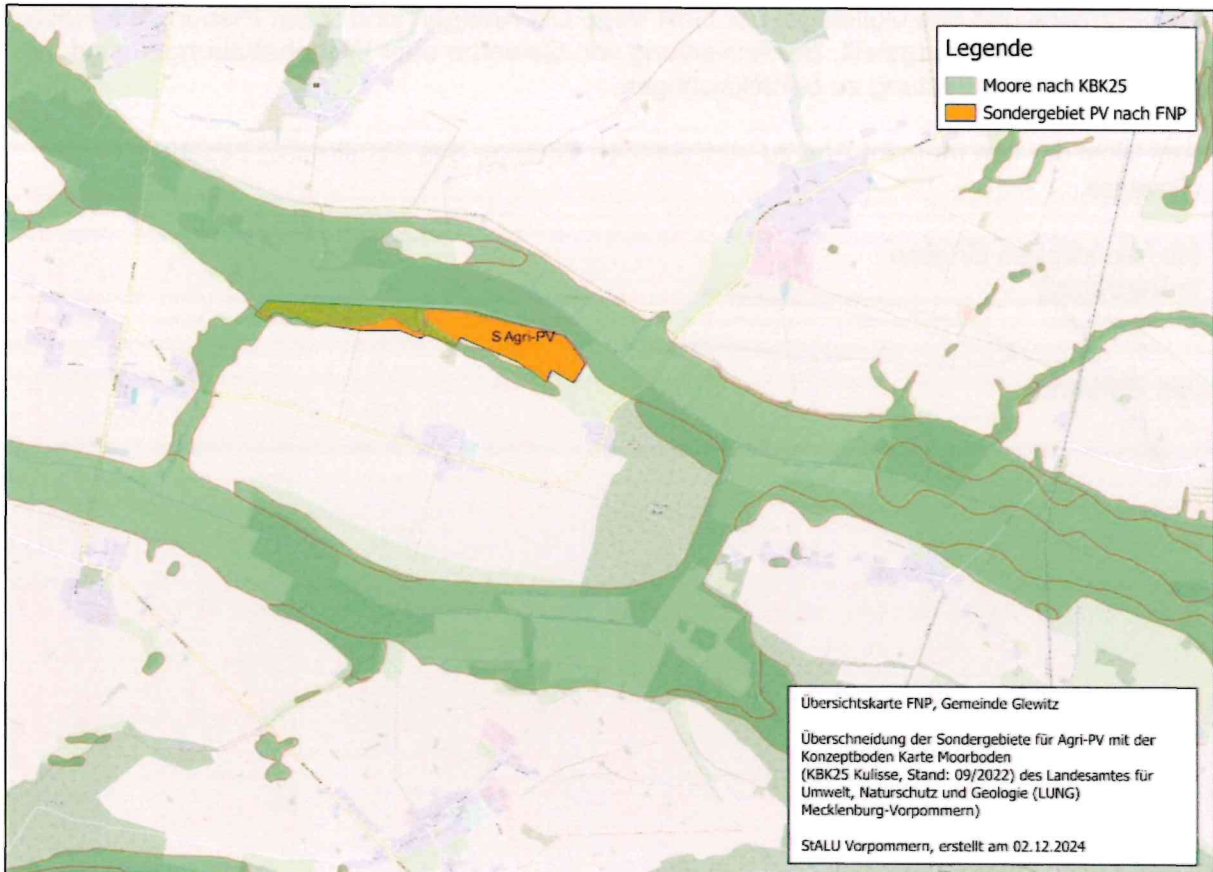 Legende
Moore nach KBK25
Sondergebiet PV nach FNP
S Agri-PV
Übersichtskarte FNP, Gemeinde Glewitz
Überschneidung der Sondergebiete für Agri-PV mit der
Konzeptboden Karte Moorboden
(KBK25 Kulisse, Stand: 09/2022) des Landesamtes für
Umwelt, Naturschutz und Geologie (LUNG)
Mecklenburg-Vorpommern)
StALU Vorpommern, erstellt am 02.12.2024